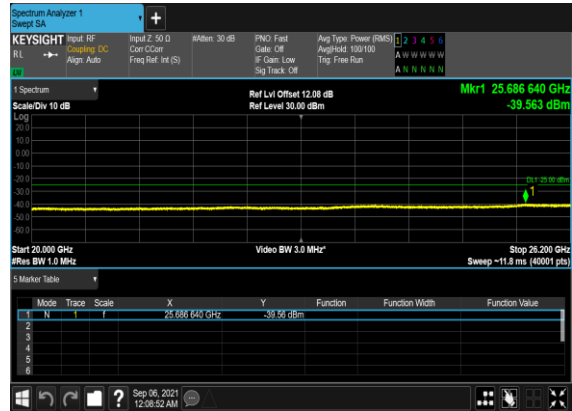 Spectrum Analyzer 1
Swept SA
+
KEYSIGHT Input: RF Input Z: 50 Ω #Atten: 30 dB PNO: Fast Avg Type: Power (RMS) 1 2 3 4 5 6
RL Coupling: DC Corr CCorr Gate: Off Avg|Hold: 100/100 A W W W W W
Align: Auto Freq Ref: Int (S) IF Gain: Low Trig: Free Run
LW Sig Track: Off A N N N N N
1 Spectrum Ref Lvl Offset 12.08 dB Mkr1 25.686 640 GHz
Scale/Div 10 dB Ref Level 30.00 dBm -39.563 dBm
Log
20.0
10.0
0.00
-10.0
-20.0 DL1 -25.00 dBm
-30.0 1
-40.0
-50.0
-60.0
Start 20.000 GHz Video BW 3.0 MHz* Stop 26.200 GHz
#Res BW 1.0 MHz Sweep ~11.8 ms (40001 pts)
5 Marker Table
Mode Trace Scale X Y Function Function Width Function Value
1 N 1 f 25.686 640 GHz -39.56 dBm
2
3
4
5
6
? Sep 06, 2021
12:08:52 AM